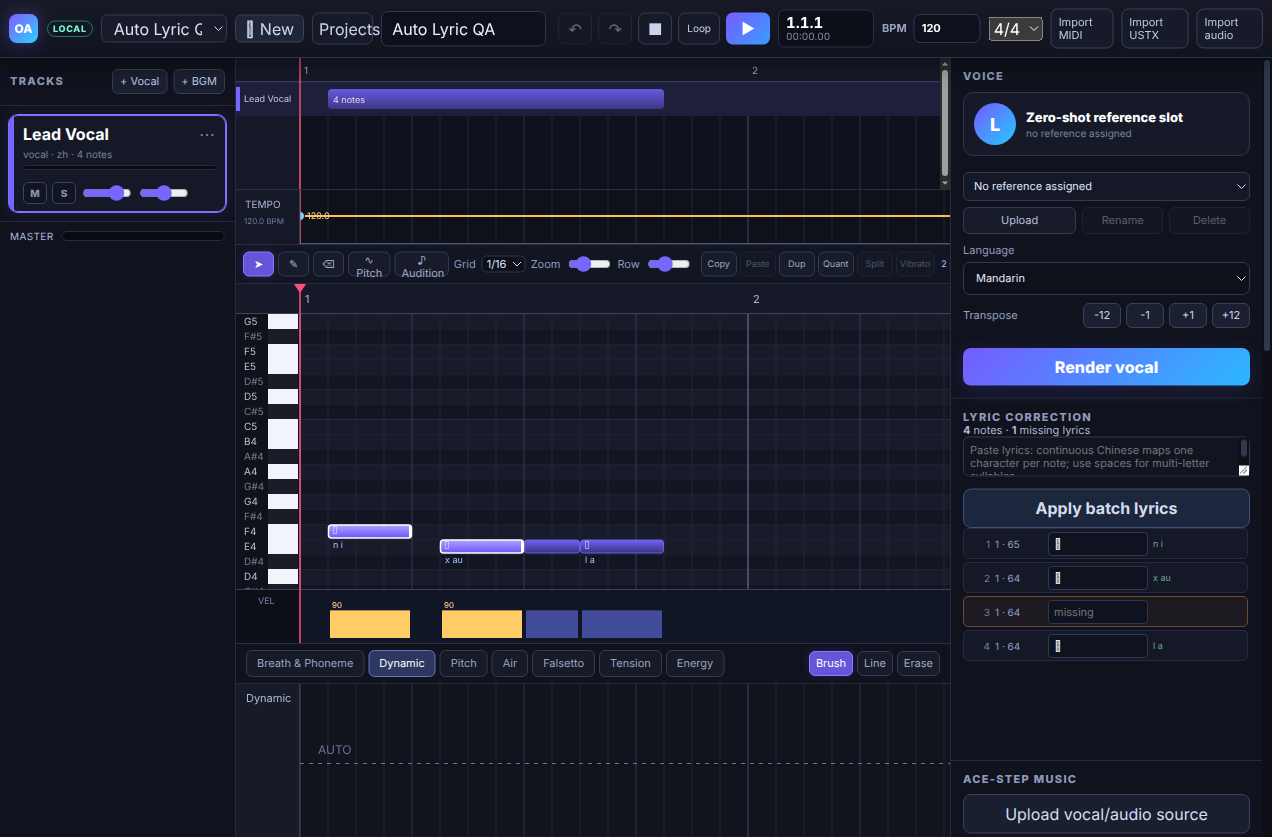 OA
LOCAL
Auto Lyric Q
New
Projects
Auto Lyric QA
Loop
1.1.1
00:00.00
BPM
120
4/4
Import MIDI
Import USTX
Import audio
TRACKS
+ Vocal
+ BGM
Lead Vocal
...
vocal · zh · 4 notes
M
S
MASTER
1
2
Lead Vocal
4 notes
TEMPO
120.0 BPM
120.0
Pitch
Audition
Grid
1/16
Zoom
Row
Copy
Paste
Dup
Quant
Split
Vibrato
2
1
2
G5
F#5
F5
E5
D#5
D5
C#5
C5
B4
A#4
A4
G#4
G4
F#4
F4
E4
D#4
D4
n i
x au
l a
VEL
90
90
Breath & Phoneme
Dynamic
Pitch
Air
Falsetto
Tension
Energy
Brush
Line
Erase
Dynamic
AUTO
VOICE
L
Zero-shot reference slot
no reference assigned
No reference assigned
Upload
Rename
Delete
Language
Mandarin
Transpose
-12
-1
+1
+12
Render vocal
LYRIC CORRECTION
4 notes · 1 missing lyrics
Paste lyrics: continuous Chinese maps one
character per note; use spaces for multi-letter
Apply batch lyrics
1 1 · 65 n i
2 1 · 64 x au
3 1 · 64 missing
4 1 · 64 l a
ACE-STEP MUSIC
Upload vocal/audio source